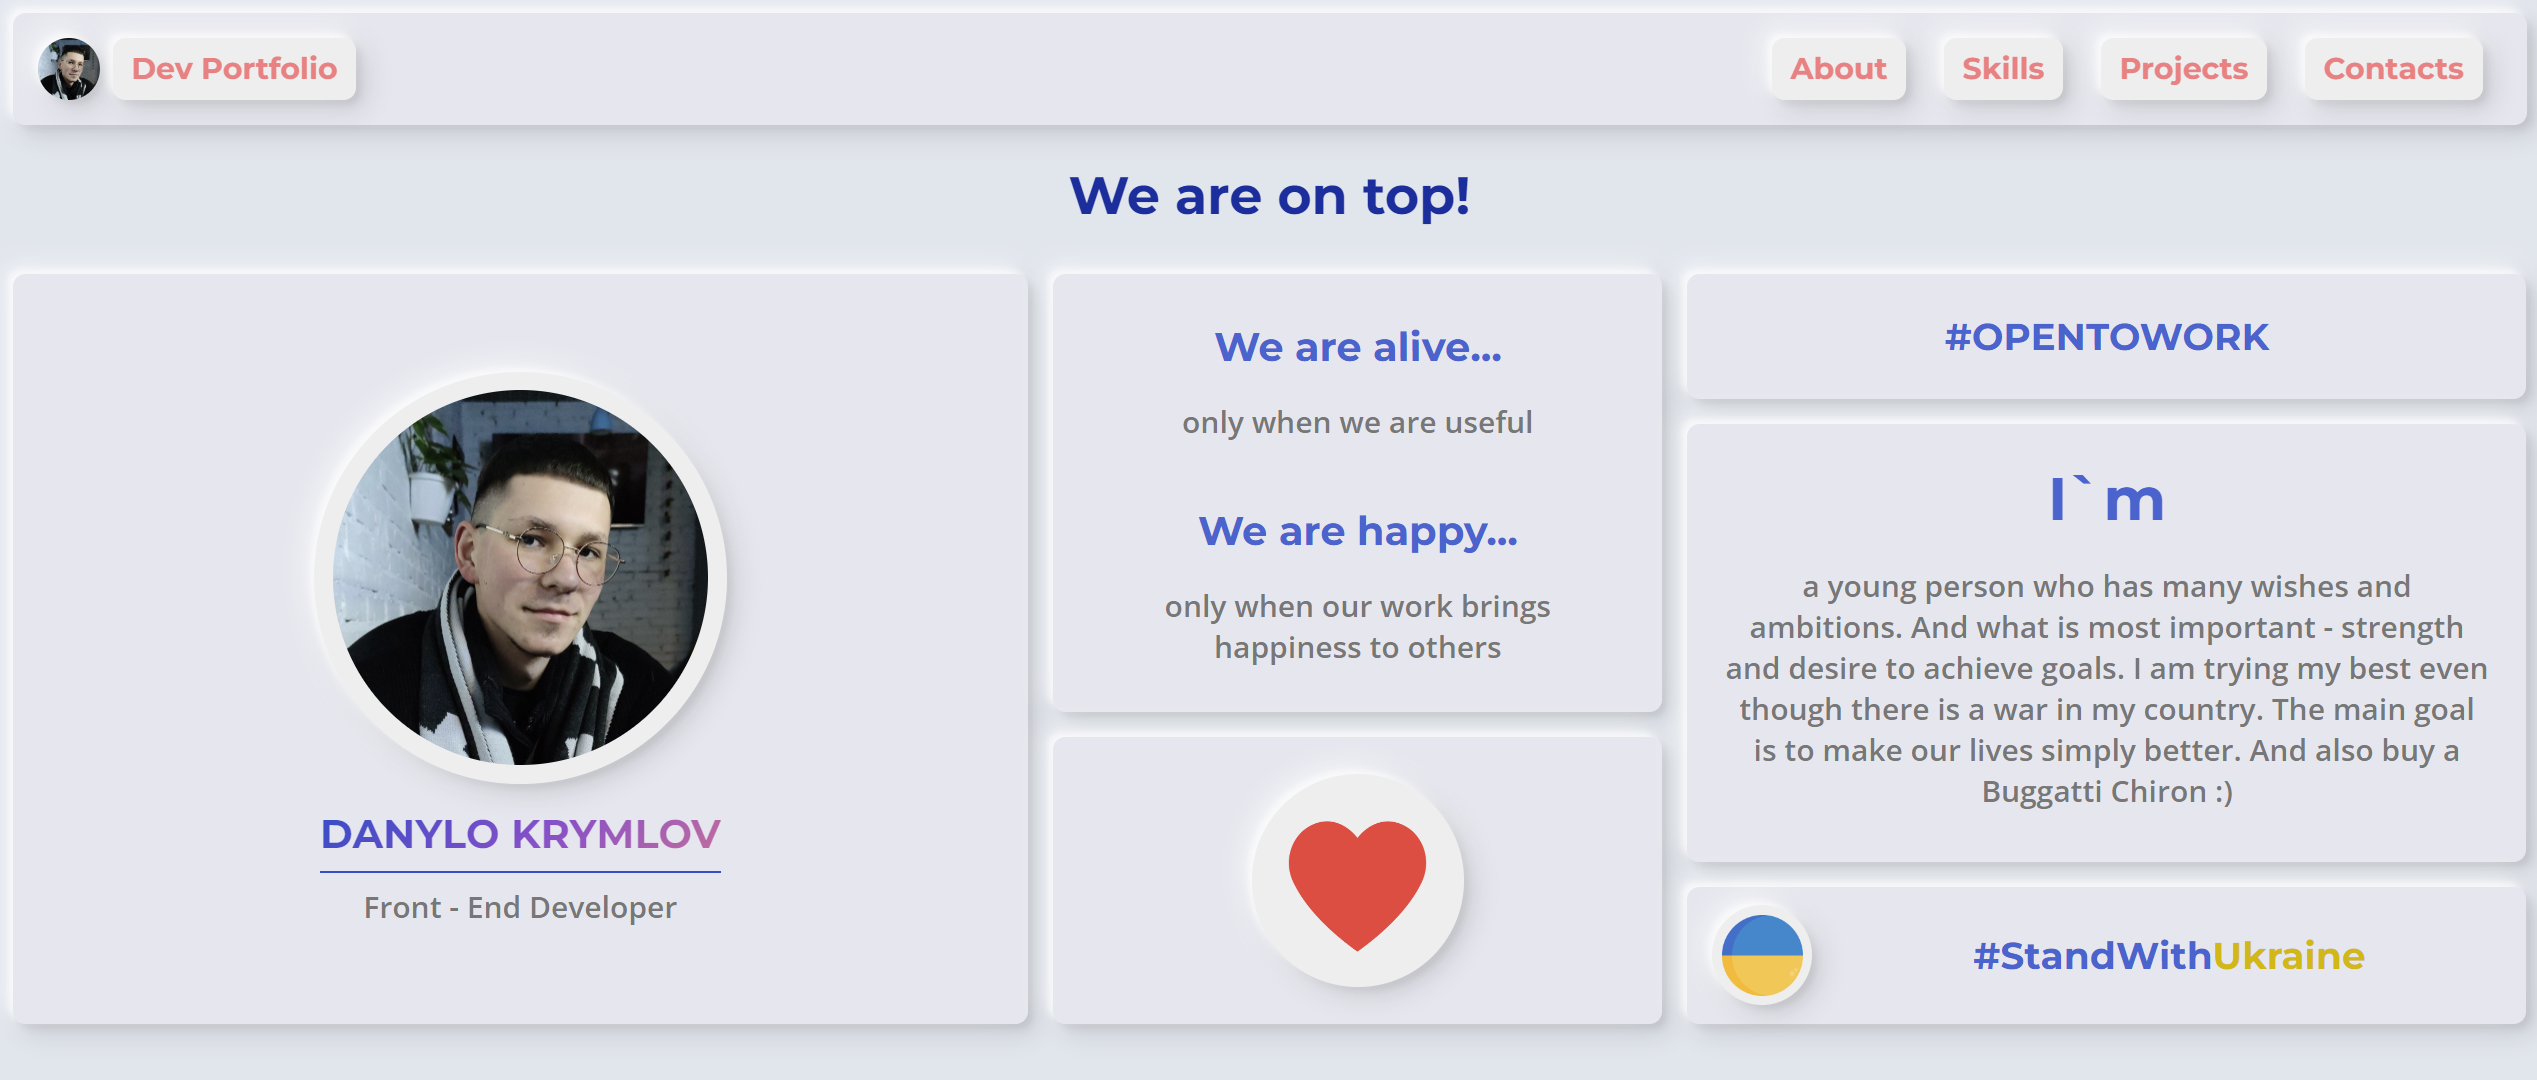 Dev Portfolio
About
Skills
Projects
Contacts
We are on top!
DANYLO KRYMLOV
Front - End Developer
We are alive...
only when we are useful
We are happy...
only when our work brings
happiness to others
#OPENTOWORK
I`m
a young person who has many wishes and
ambitions. And what is most important - strength
and desire to achieve goals. I am trying my best even
though there is a war in my country. The main goal
is to make our lives simply better. And also buy a
Buggatti Chiron :)
#StandWithUkraine